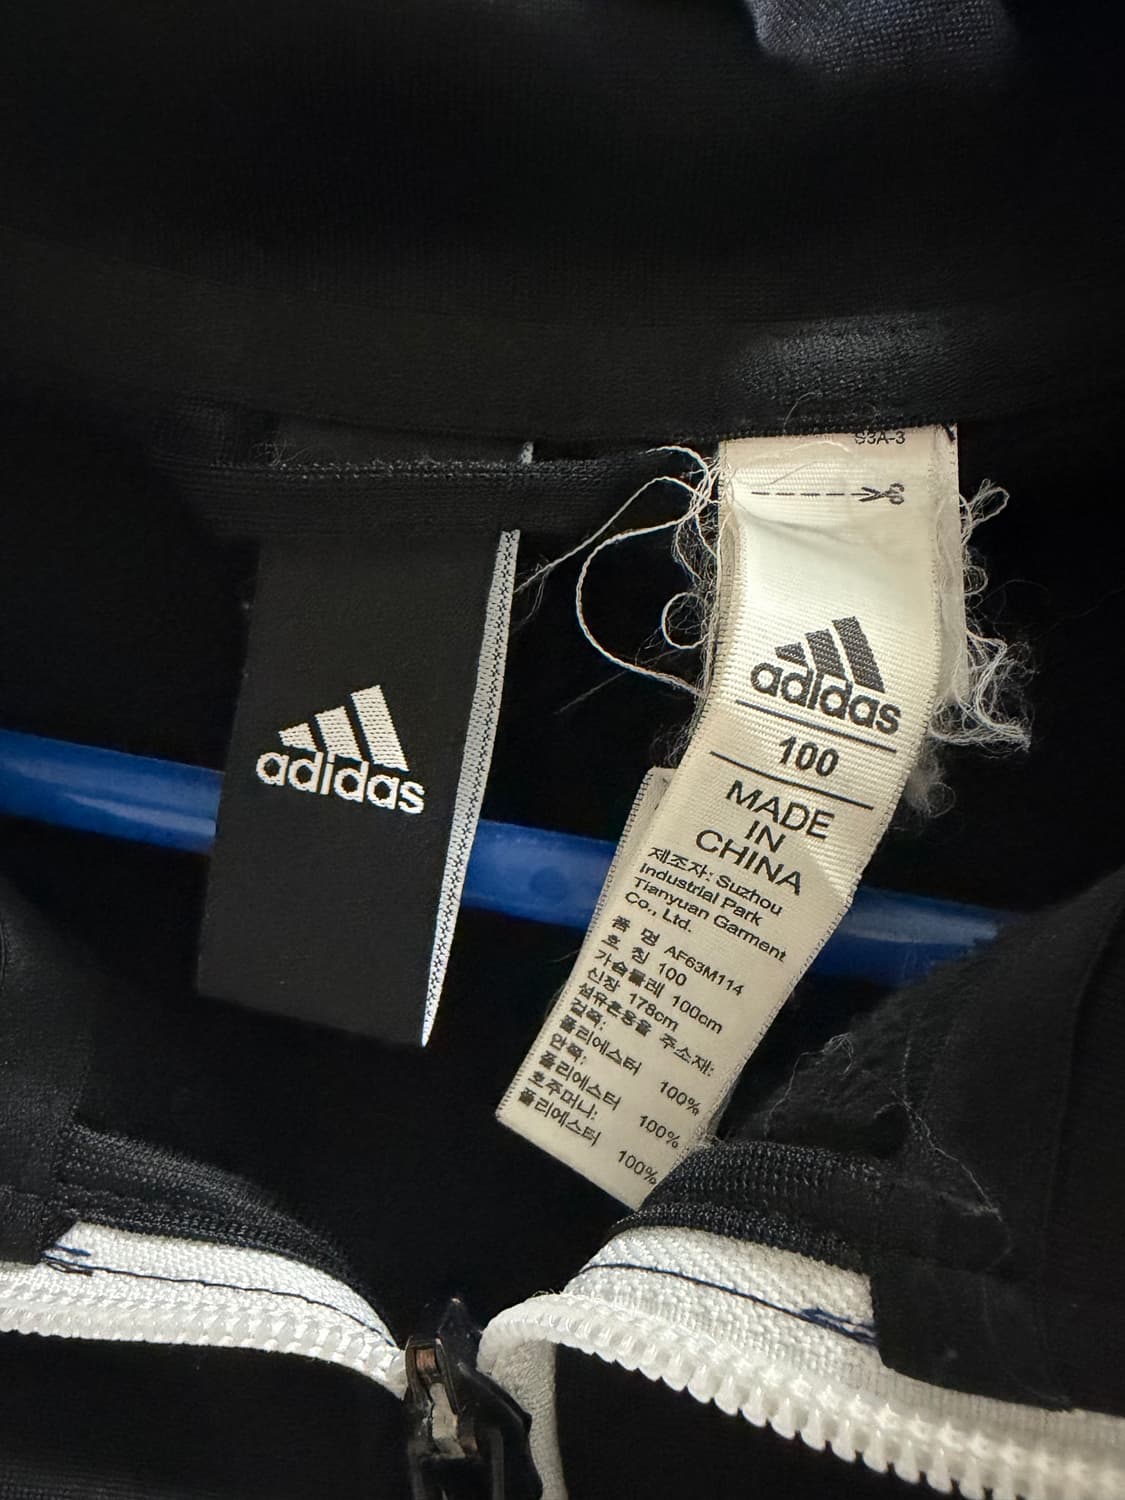 adidas
S3A-3
adidas
100
MADE
IN
CHINA
제조자: Suzhou
Industrial Park
Tianyuan Garment
Co., Ltd.
품 명 AF63M114
호 칭 100
가슴둘레 100cm
신장 178cm
섬유혼용율 주소재:
겉쪽:
폴리에스터 100%
안쪽:
폴리에스터 100%
호주머니:
폴리에스터 100%